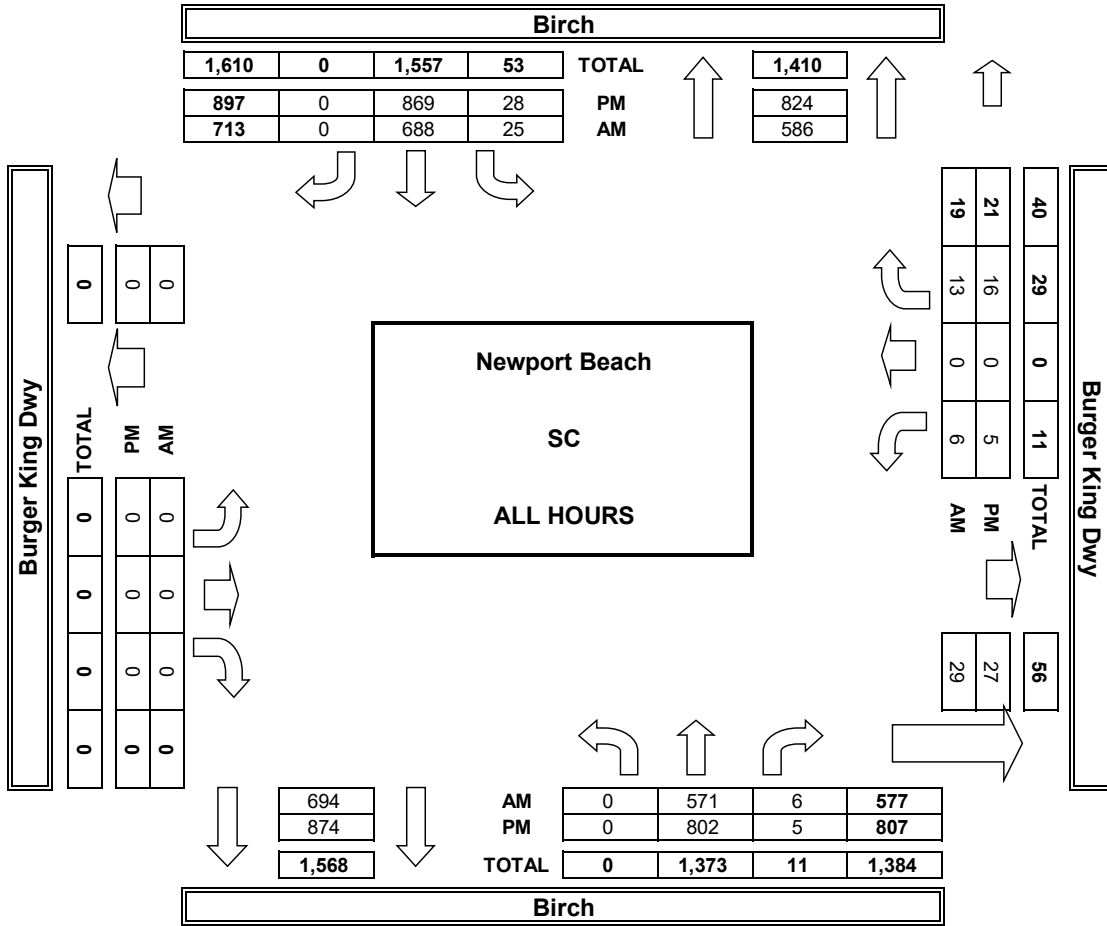 Birch
1,610 0 1,557 53 TOTAL 1,410
897 0 869 28 PM 824
713 0 688 25 AM 586
Burger King Dwy
0 0 0
TOTAL PM AM
0 0 0
0 0 0
0 0 0
0 0 0
Newport Beach
SC
ALL HOURS
19 21 40
13 16 29
0 0 0
6 5 11
AM PM TOTAL
29 27 56
Burger King Dwy
694 AM 0 571 6 577
874 PM 0 802 5 807
1,568 TOTAL 0 1,373 11 1,384
Birch